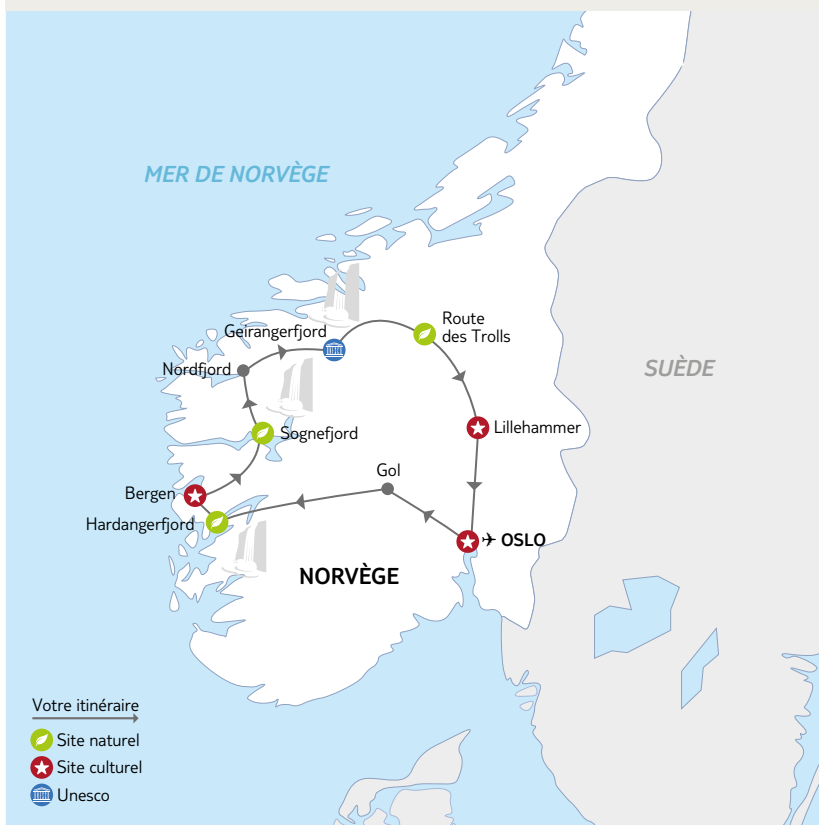 MER DE NORVÈGE
Geirangerfjord
Route
des Trolls
Nordfjord
SUÈDE
Sognefjord
Lillehammer
Gol
Bergen
Hardangerfjord
OSLO
NORVÈGE
Votre itinéraire
Site naturel
Site culturel
Unesco